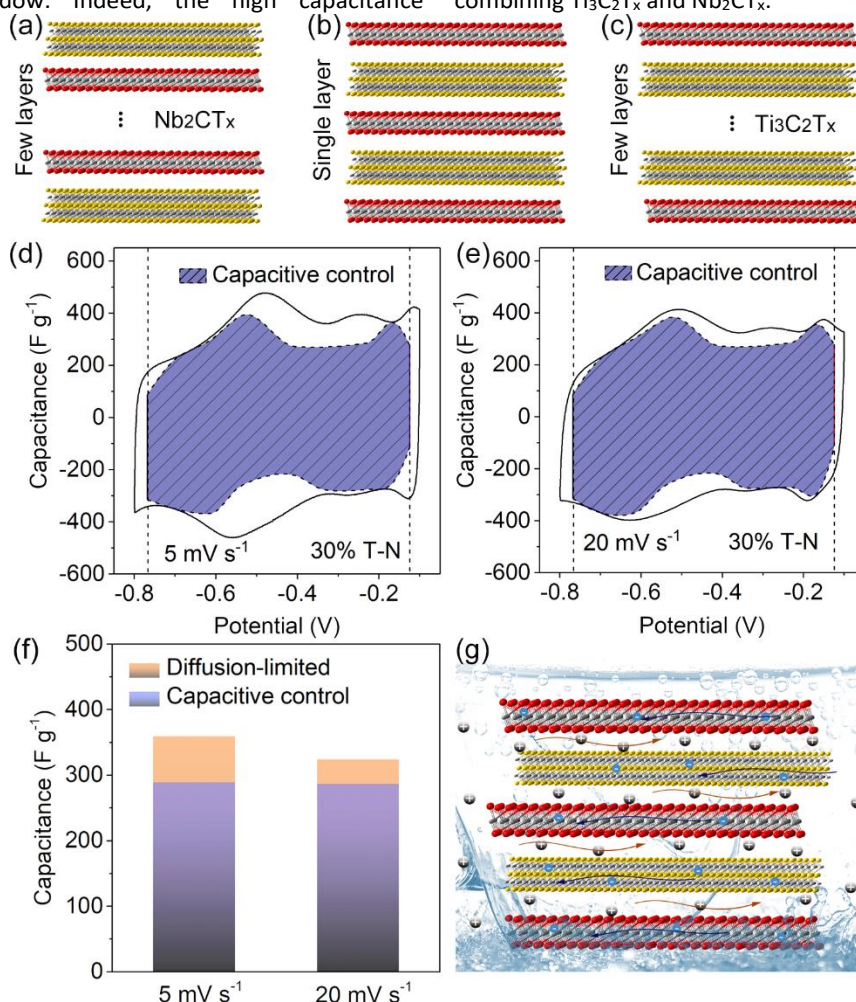 dow. Indeed, the high capacitance
combining Ti₃C₂Tₓ and Nb₂CTₓ.
(a)
Few layers
Nb2CTx
(b)
Single layer
(c)
Few layers
Ti3C2Tx
(d)
Capacitive control
Capacitance (F g⁻¹)
600
400
200
0
-200
-400
-600
5 mV s⁻¹ 30% T-N
-0.8 -0.6 -0.4 -0.2
Potential (V)
(e)
Capacitive control
Capacitance (F g⁻¹)
600
400
200
0
-200
-400
-600
20 mV s⁻¹ 30% T-N
-0.8 -0.6 -0.4 -0.2
Potential (V)
(f)
Diffusion-limited
Capacitive control
Capacitance (F g⁻¹)
500
400
300
200
100
0
5 mV s⁻¹ 20 mV s⁻¹
(g)